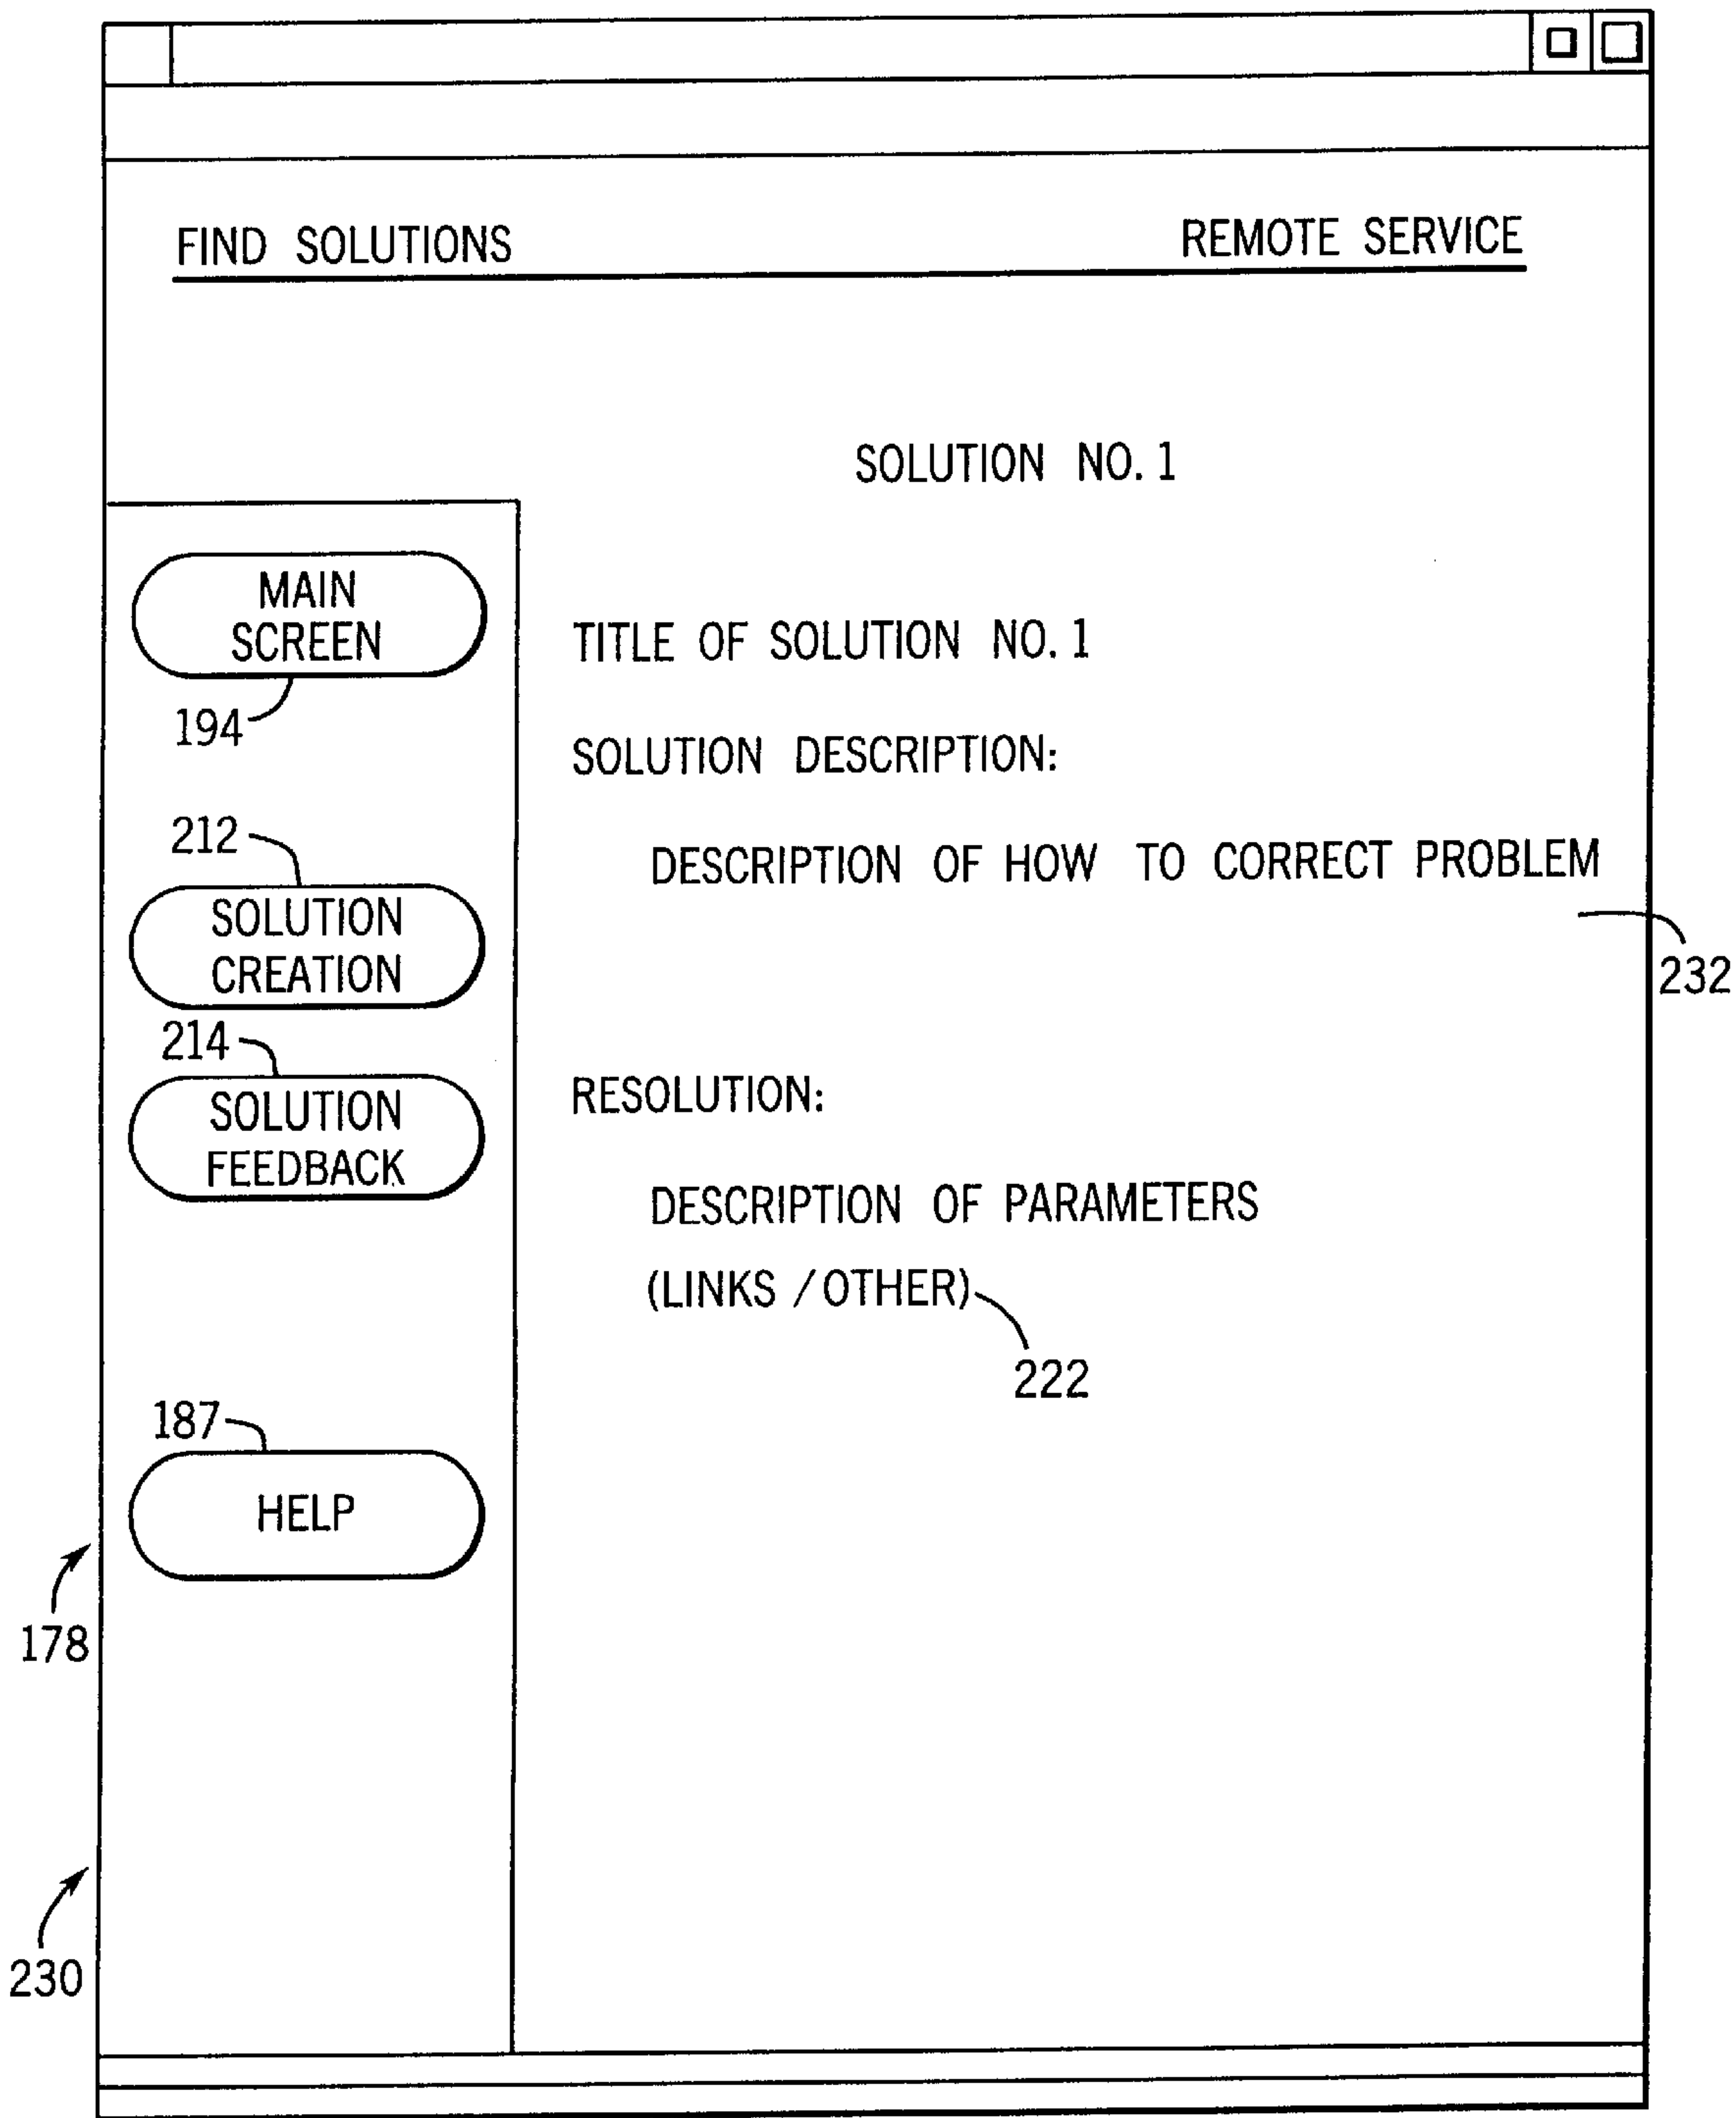 FIND SOLUTIONS
REMOTE SERVICE
SOLUTION NO. 1
MAIN
SCREEN
194
212
SOLUTION
CREATION
214
SOLUTION
FEEDBACK
187
HELP
178
230
TITLE OF SOLUTION NO. 1
SOLUTION DESCRIPTION:
DESCRIPTION OF HOW TO CORRECT PROBLEM
232
RESOLUTION:
DESCRIPTION OF PARAMETERS
(LINKS / OTHER)
222